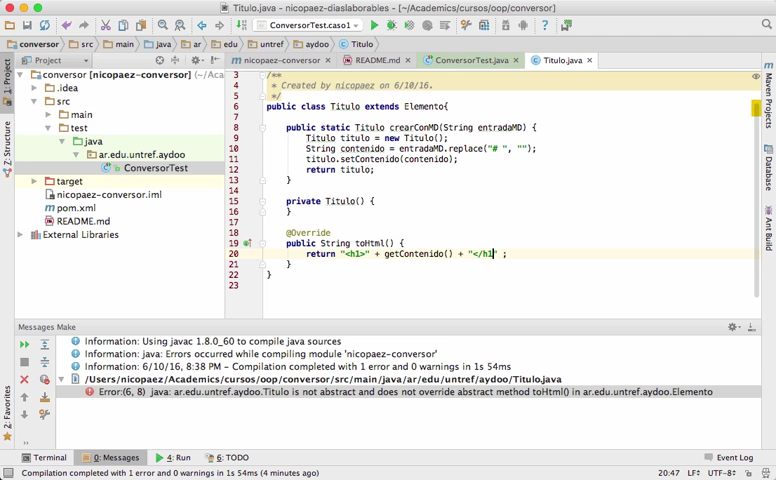 Titulo.java - nicopaez-diaslaborables - [~/Academics/cursos/oop/conversor]
ConversorTest.caso1
conversor
src
main
java
ar
edu
untref
aydoo
Titulo
Project
nicopaez-conversor
README.md
ConversorTest.java
Titulo.java
1: Project
Z: Structure
2: Favorites
Maven Projects
Database
Ant Build
conversor [nicopaez-conversor] (~/Aca
.idea
src
main
test
java
ar.edu.untref.aydoo
ConversorTest
target
nicopaez-conversor.iml
pom.xml
README.md
External Libraries
3 /**
4 * Created by nicopaez on 6/10/16.
5 */
6 public class Titulo extends Elemento{
7
8 public static Titulo crearConMD(String entradaMD) {
9 Titulo titulo = new Titulo();
10 String contenido = entradaMD.replace("# ", "");
11 titulo.setContenido(contenido);
12 return titulo;
13 }
14
15 private Titulo() {
16 }
17
18 @Override
19 public String toHtml() {
20 return "<h1>" + getContenido() + "</h1" ;
21 }
22 }
23
Messages Make
Information: Using javac 1.8.0_60 to compile java sources
Information: java: Errors occurred while compiling module 'nicopaez-conversor'
Information: 6/10/16, 8:38 PM - Compilation completed with 1 error and 0 warnings in 1s 54ms
/Users/nicopaez/Academics/cursos/oop/conversor/src/main/java/ar/edu/untref/aydoo/Titulo.java
Error:(6, 8) java: ar.edu.untref.aydoo.Titulo is not abstract and does not override abstract method toHtml() in ar.edu.untref.aydoo.Elemento
Terminal
0: Messages
4: Run
6: TODO
Event Log
Compilation completed with 1 error and 0 warnings in 1s 54ms (4 minutes ago)
20:47 LF÷ UTF-8÷